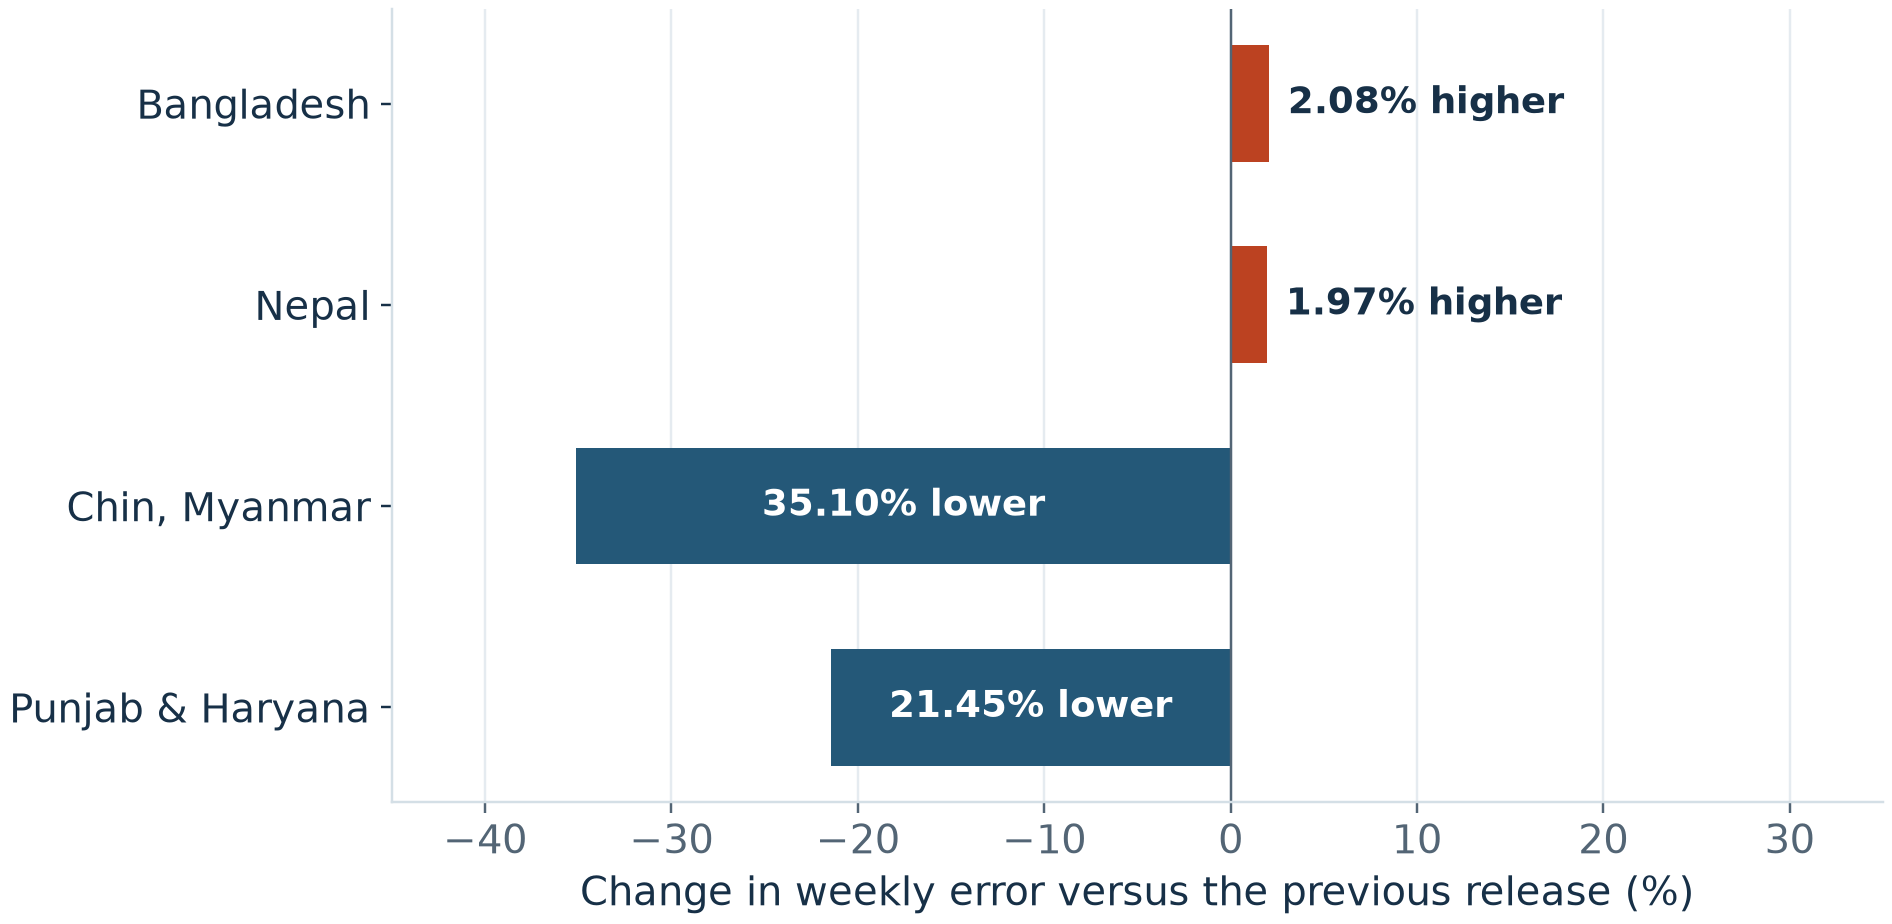 Bangladesh
2.08% higher
Nepal
1.97% higher
Chin, Myanmar
35.10% lower
Punjab & Haryana
21.45% lower
−40 −30 −20 −10 0 10 20 30
Change in weekly error versus the previous release (%)